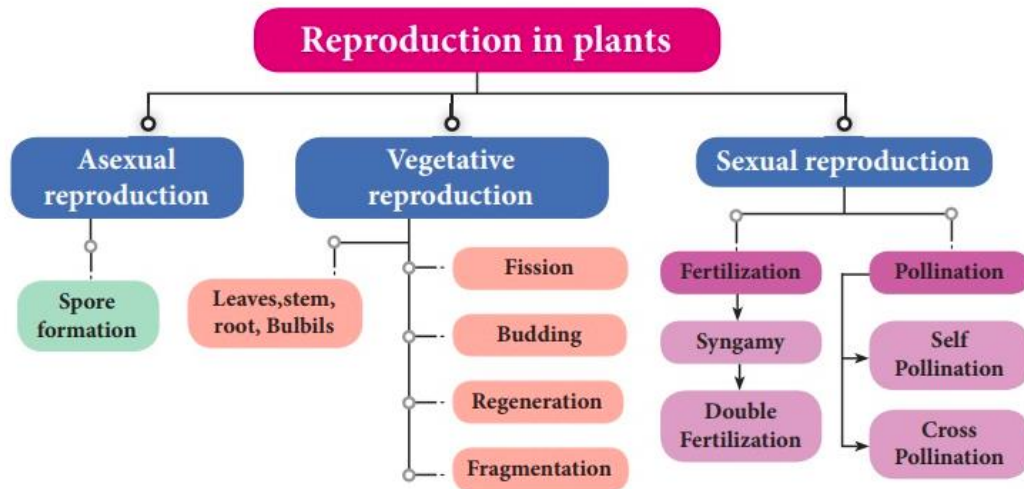 Reproduction in plants
Asexual
reproduction
Spore
formation
Vegetative
reproduction
Leaves,stem,
root, Bulbils
Fission
Budding
Regeneration
Fragmentation
Sexual reproduction
Fertilization
Syngamy
Double
Fertilization
Pollination
Self
Pollination
Cross
Pollination